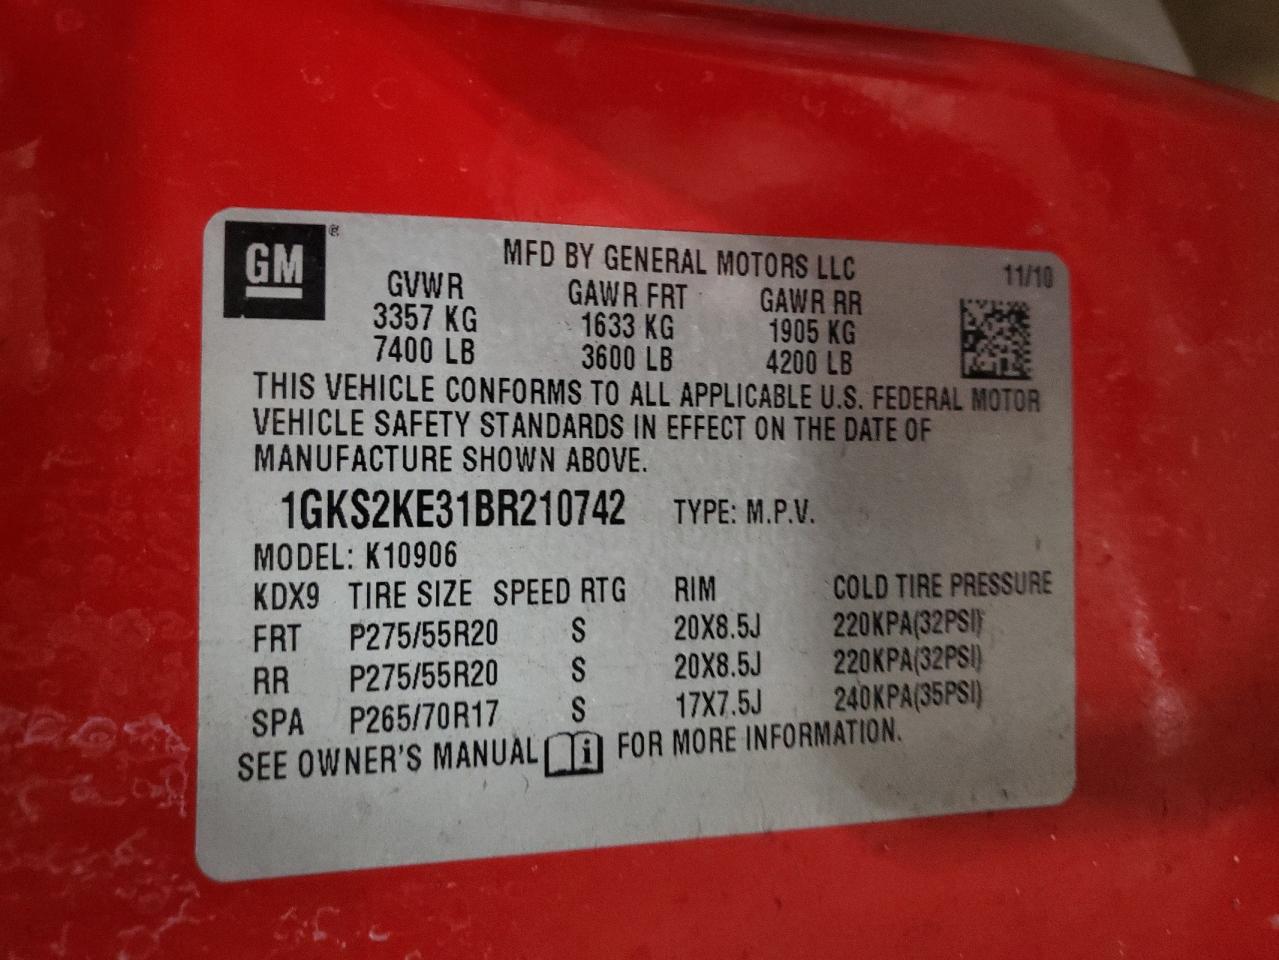 GM®
MFD BY GENERAL MOTORS LLC 11/10
GVWR GAWR FRT GAWR RR
3357 KG 1633 KG 1905 KG
7400 LB 3600 LB 4200 LB
THIS VEHICLE CONFORMS TO ALL APPLICABLE U.S. FEDERAL MOTOR
VEHICLE SAFETY STANDARDS IN EFFECT ON THE DATE OF
MANUFACTURE SHOWN ABOVE.
1GKS2KE31BR210742 TYPE: M.P.V.
MODEL: K10906
KDX9 TIRE SIZE SPEED RTG RIM COLD TIRE PRESSURE
FRT P275/55R20 S 20X8.5J 220KPA(32PSI)
RR P275/55R20 S 20X8.5J 220KPA(32PSI)
SPA P265/70R17 S 17X7.5J 240KPA(35PSI)
SEE OWNER'S MANUAL i FOR MORE INFORMATION.